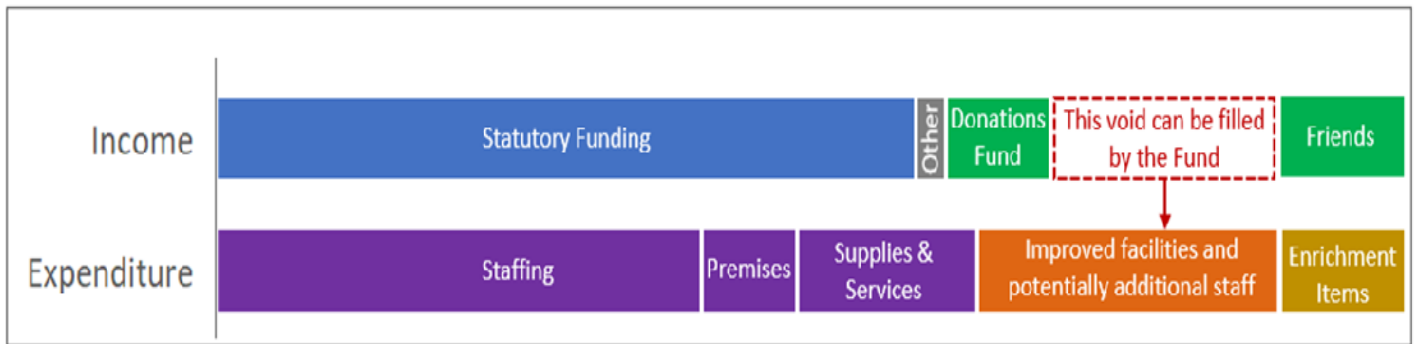 Income
Statutory Funding
Other
Donations
Fund
This void can be filled
by the Fund
Friends
Expenditure
Staffing
Premises
Supplies &
Services
Improved facilities and
potentially additional staff
Enrichment
Items